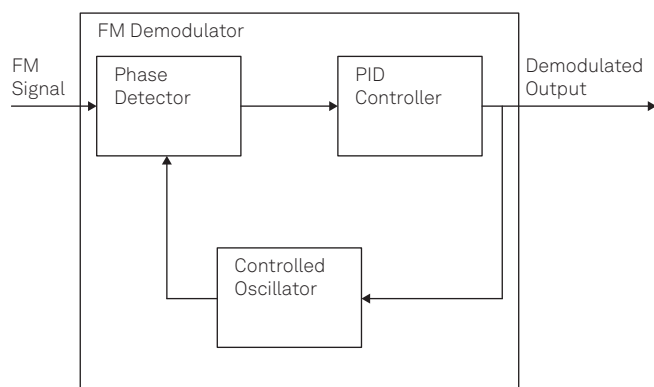 FM Demodulator
FM
Signal
Phase
Detector
PID
Controller
Demodulated
Output
Controlled
Oscillator